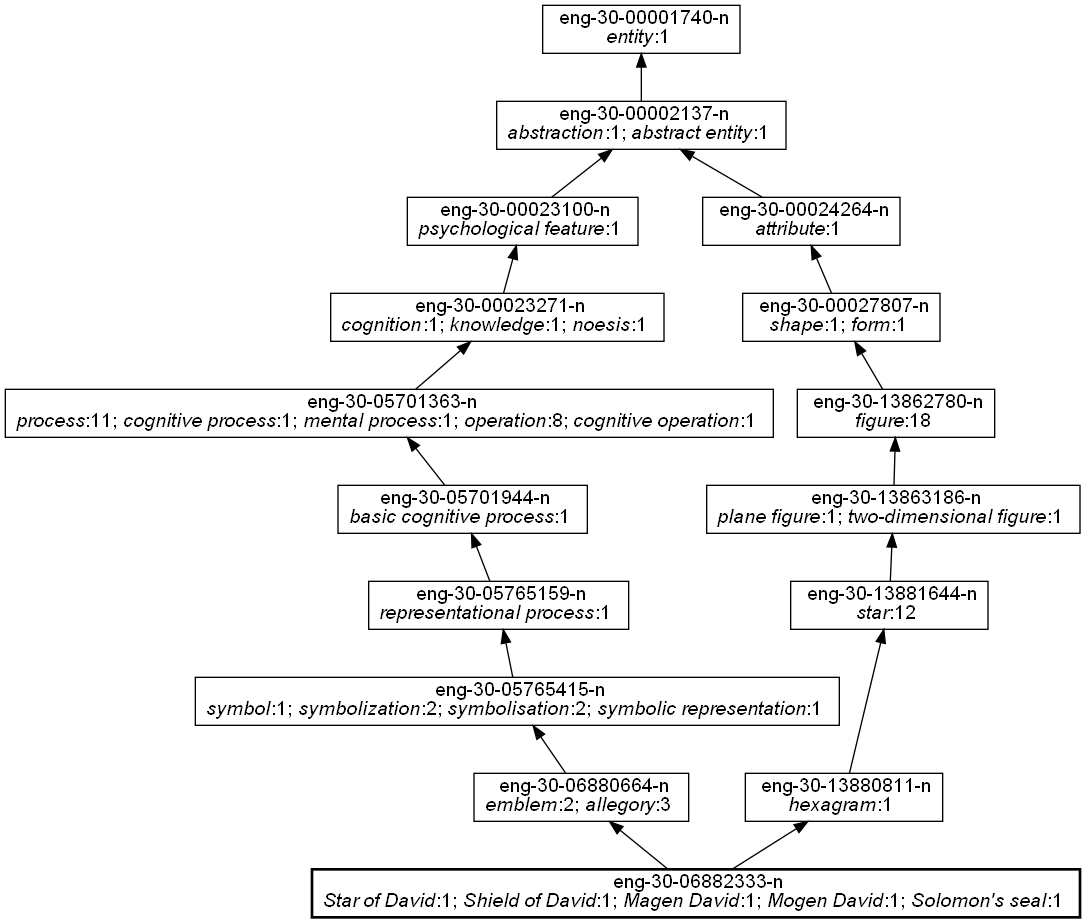 eng-30-00001740-n
entity:1
eng-30-00002137-n
abstraction:1; abstract entity:1
eng-30-00023100-n
psychological feature:1
eng-30-00024264-n
attribute:1
eng-30-00023271-n
cognition:1; knowledge:1; noesis:1
eng-30-00027807-n
shape:1; form:1
eng-30-05701363-n
process:11; cognitive process:1; mental process:1; operation:8; cognitive operation:1
eng-30-13862780-n
figure:18
eng-30-05701944-n
basic cognitive process:1
eng-30-13863186-n
plane figure:1; two-dimensional figure:1
eng-30-05765159-n
representational process:1
eng-30-13881644-n
star:12
eng-30-05765415-n
symbol:1; symbolization:2; symbolisation:2; symbolic representation:1
eng-30-06880664-n
emblem:2; allegory:3
eng-30-13880811-n
hexagram:1
eng-30-06882333-n
Star of David:1; Shield of David:1; Magen David:1; Mogen David:1; Solomon's seal:1